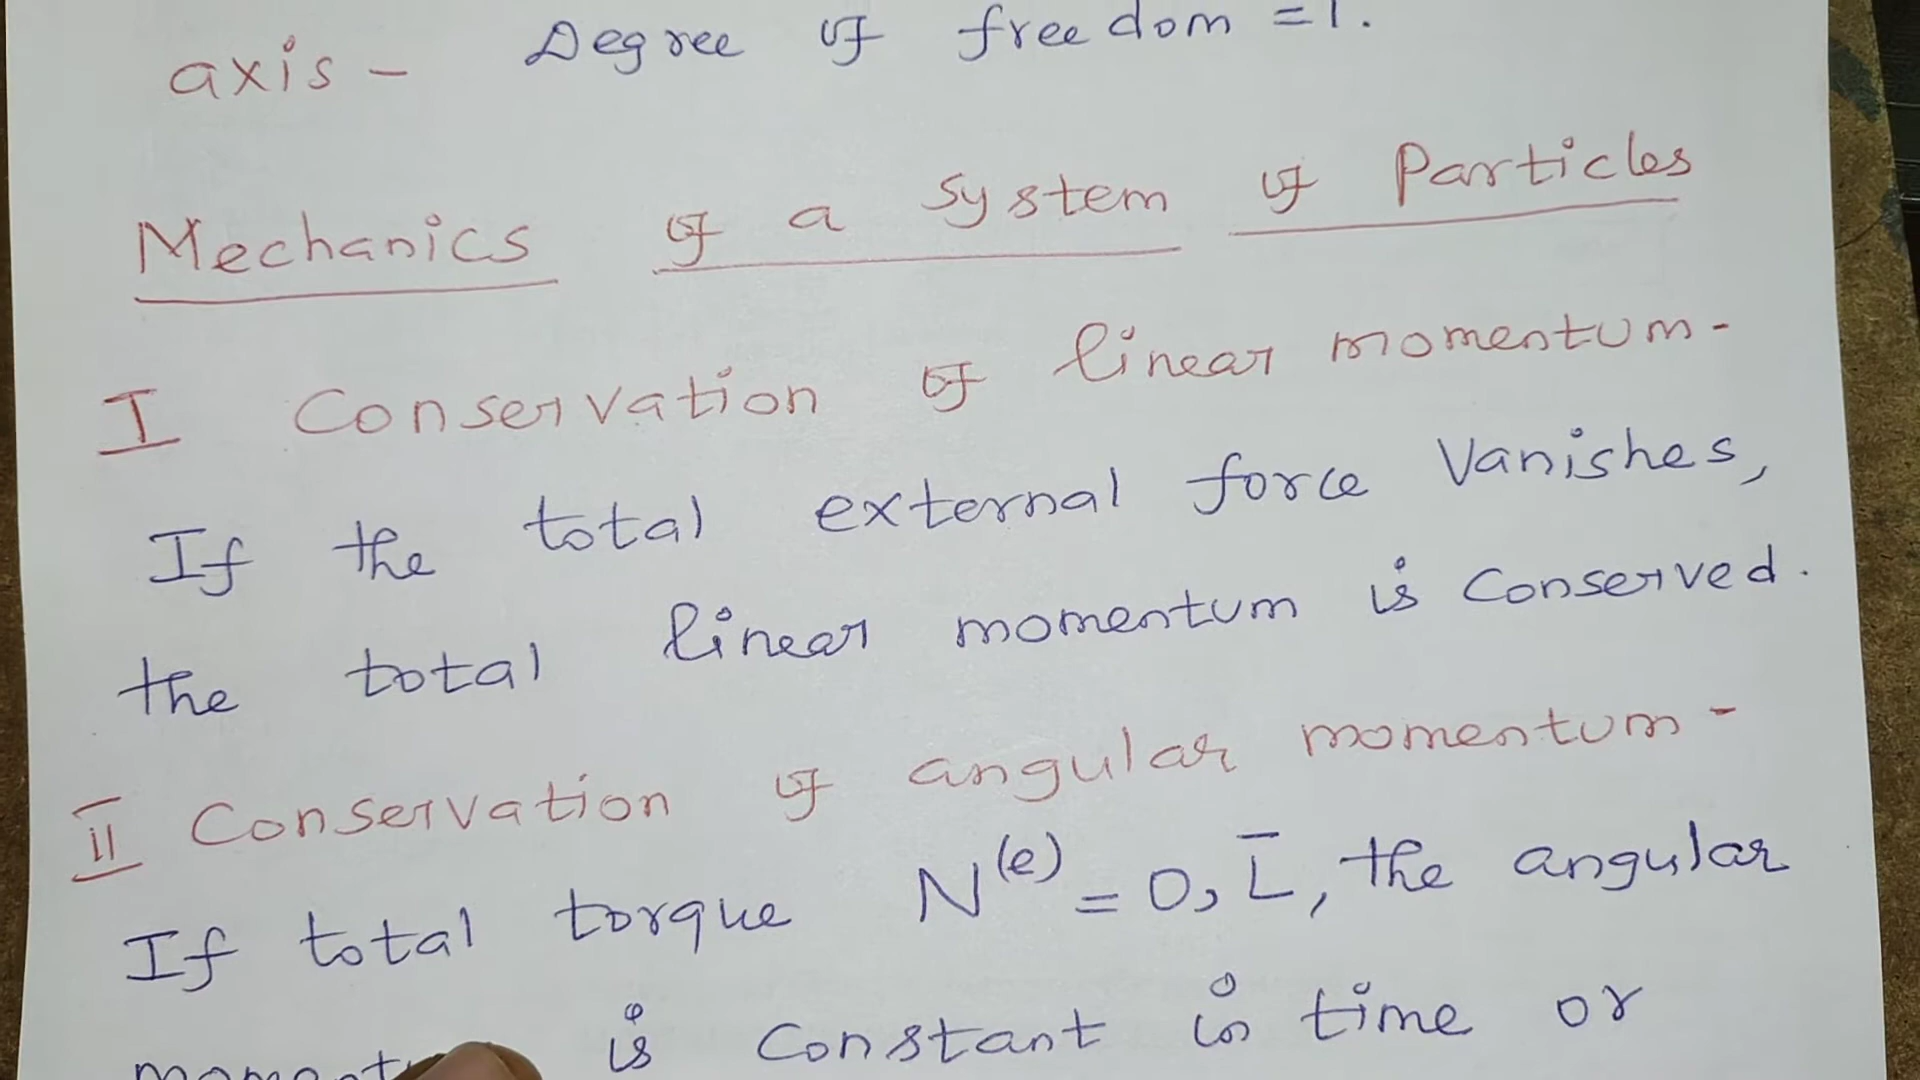 axis - Degree of freedom = 1.
Mechanics of a system of Particles
I Conservation of linear momentum -
If the total external force Vanishes,
the total linear momentum is Conserved.
II Conservation of angular momentum -
If total torque N^(e) = 0, L̄, the angular
is Constant in time or